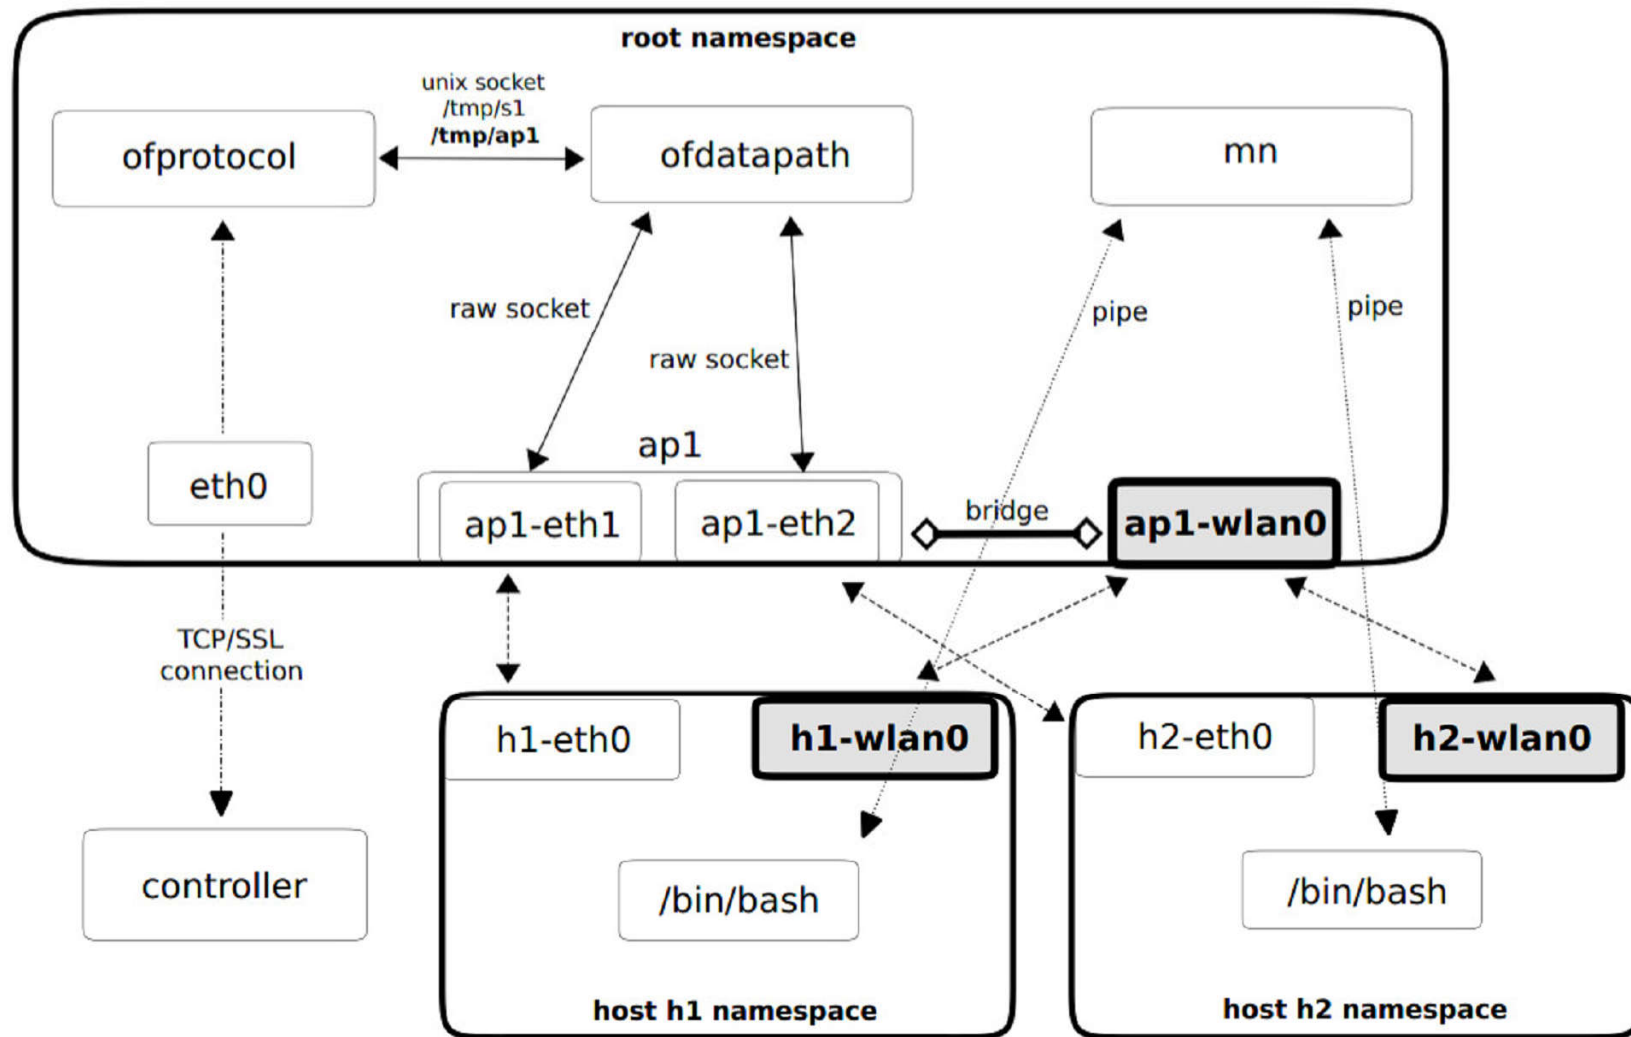 root namespace
unix socket
/tmp/s1
/tmp/ap1
ofprotocol
ofdatapath
mn
raw socket
pipe
pipe
raw socket
ap1
eth0
ap1-eth1
ap1-eth2
bridge
ap1-wlan0
TCP/SSL
connection
h1-eth0
h1-wlan0
h2-eth0
h2-wlan0
controller
/bin/bash
/bin/bash
host h1 namespace
host h2 namespace